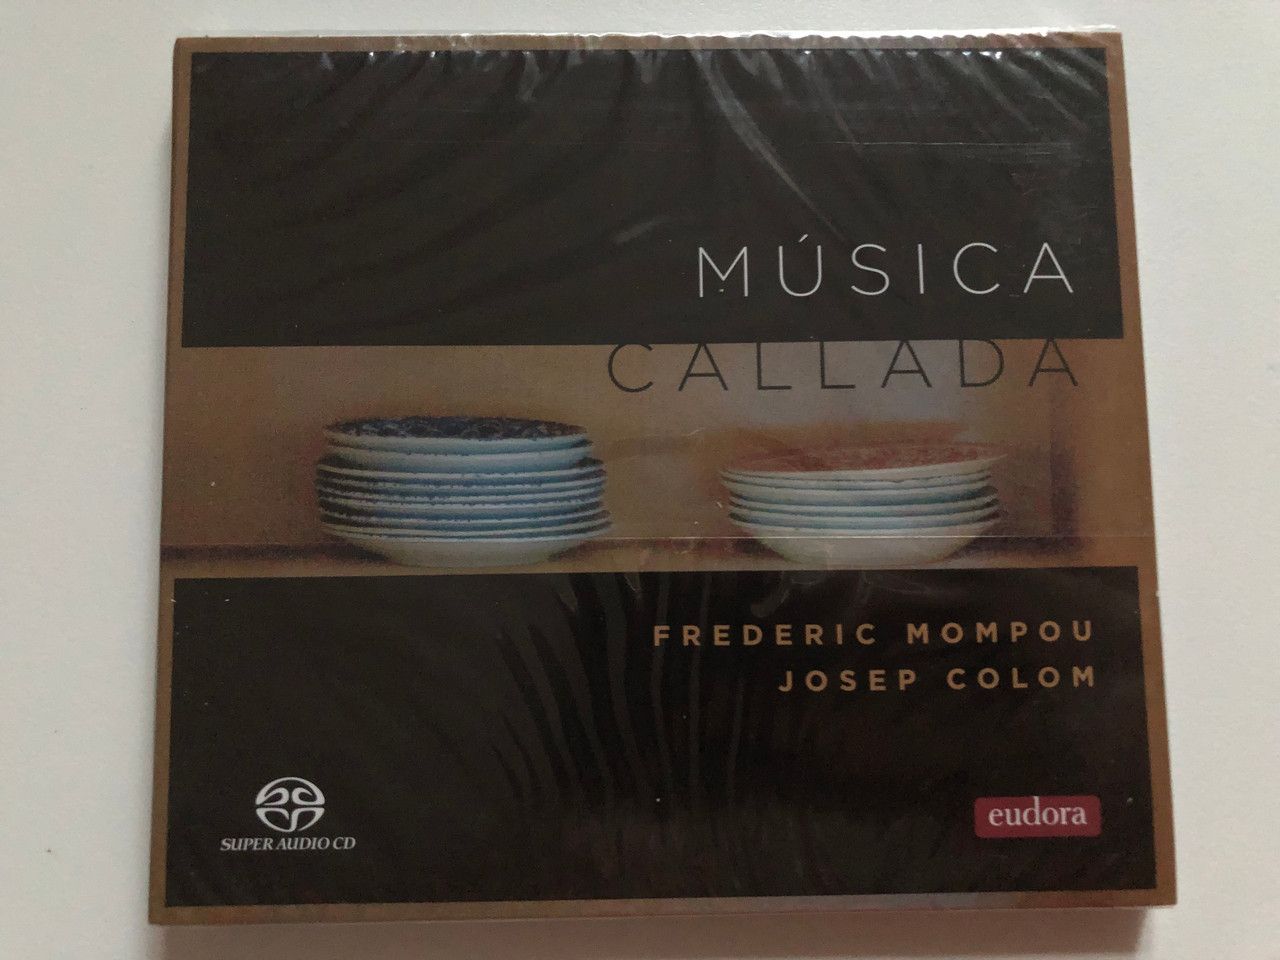 MÚSICA
CALLADA
FREDERIC MOMPOU
JOSEP COLOM
SUPER AUDIO CD
eudora